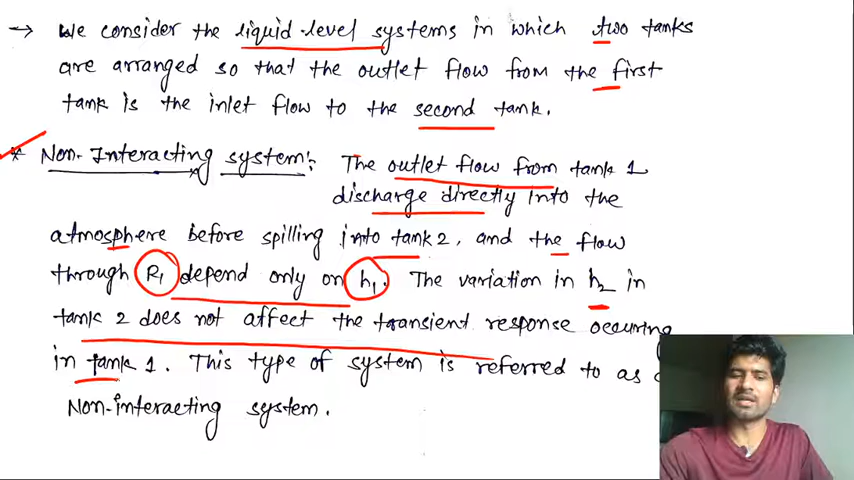 → We consider the liquid-level systems in which two tanks
are arranged so that the outlet flow from the first
tank is the inlet flow to the second tank.
* Non-Interacting system: The outlet flow from tank 1
discharge directly into the
atmosphere before spilling into tank 2, and the flow
through R1 depend only on h1. The variation in h2 in
tank 2 does not affect the transient response occuring
in tank 1. This type of system is referred to as
Non-interacting system.